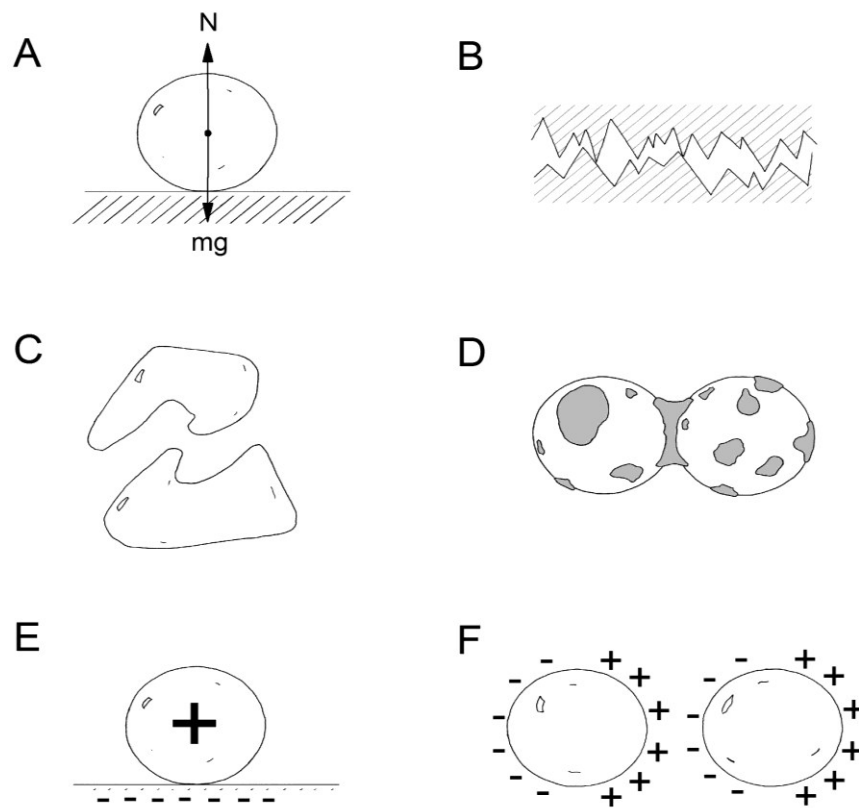 A
N
mg
B
C
D
E
+
- - - - - - -
F
- - + +
- + - +
- + - +
- + - +
- - + +